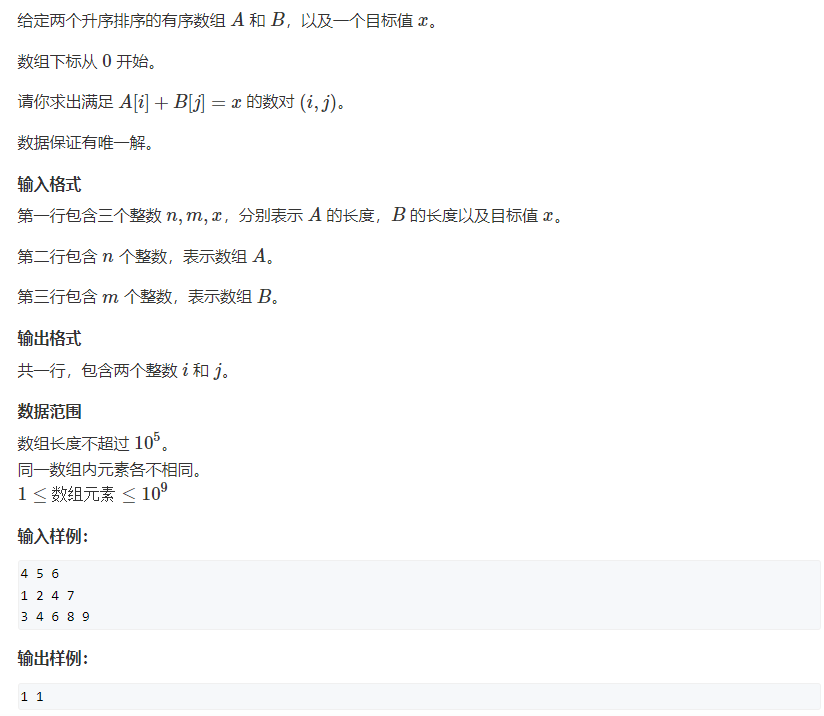 给定两个升序排序的有序数组 A 和 B，以及一个目标值 x。
数组下标从 0 开始。
请你求出满足 A[i] + B[j] = x 的数对 (i, j)。
数据保证有唯一解。
输入格式
第一行包含三个整数 n, m, x，分别表示 A 的长度，B 的长度以及目标值 x。
第二行包含 n 个整数，表示数组 A。
第三行包含 m 个整数，表示数组 B。
输出格式
共一行，包含两个整数 i 和 j。
数据范围
数组长度不超过 10⁵。
同一数组内元素各不相同。
1 ≤ 数组元素 ≤ 10⁹
输入样例：
4 5 6
1 2 4 7
3 4 6 8 9
输出样例：
1 1